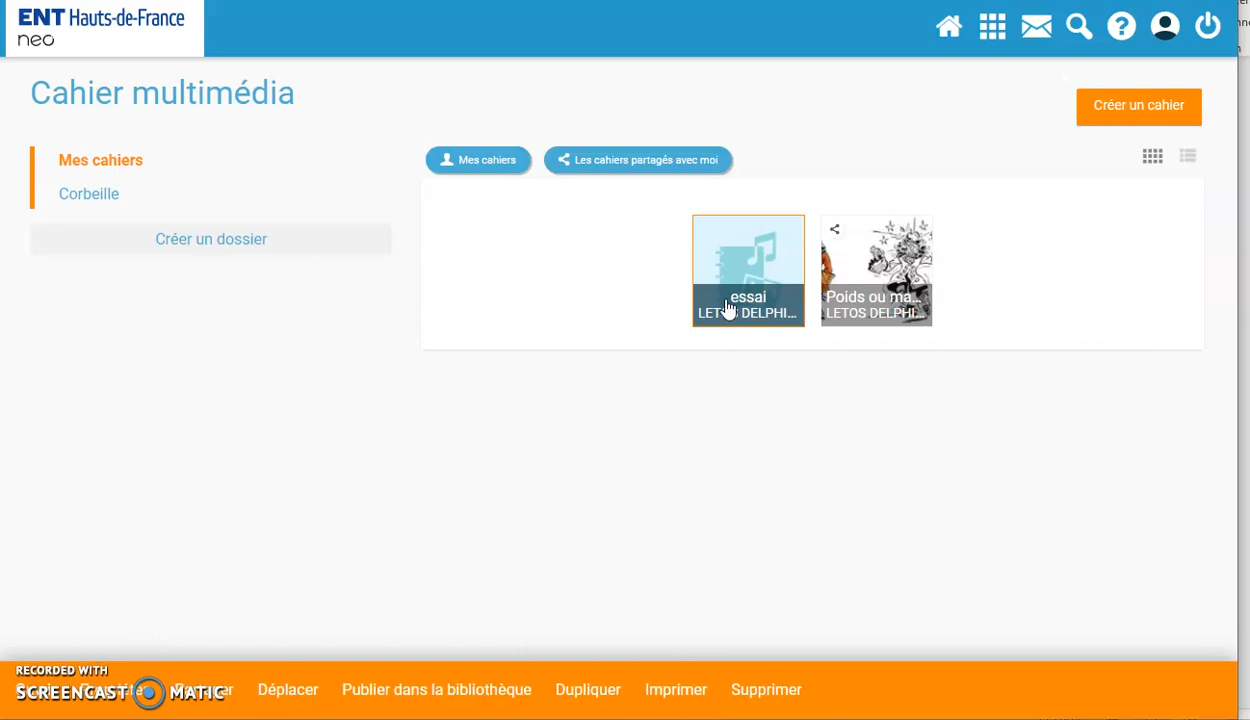 ENT Hauts-de-France
neo
Cahier multimédia
Créer un cahier
Mes cahiers
Corbeille
Créer un dossier
Mes cahiers
Les cahiers partagés avec moi
essai
LETOS DELPHI...
Poids ou ma...
LETOS DELPHI...
RECORDED WITH
SCREENCAST MATIC
Déplacer
Publier dans la bibliothèque
Dupliquer
Imprimer
Supprimer